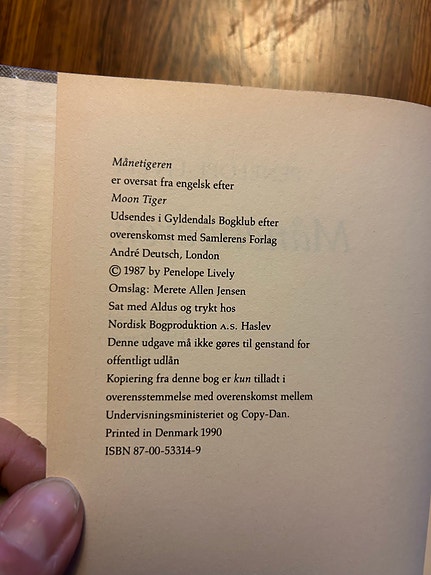 Månetigeren
er oversat fra engelsk efter
Moon Tiger
Udsendes i Gyldendals Bogklub efter
overenskomst med Samlerens Forlag
André Deutsch, London
© 1987 by Penelope Lively
Omslag: Merete Allen Jensen
Sat med Aldus og trykt hos
Nordisk Bogproduktion A.S. Haslev
Denne udgave må ikke gøres til genstand for
offentligt udlån
Kopiering fra denne bog er kun tilladt i
overensstemmelse med overenskomst mellem
Undervisningsministeriet og Copy-Dan.
Printed in Denmark 1990
ISBN 87-00-53314-9